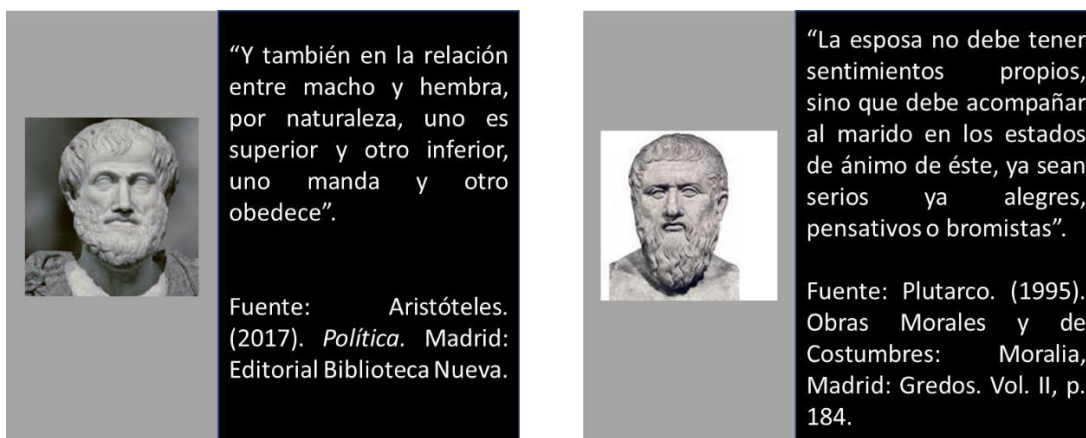 “Y también en la relación
entre macho y hembra,
por naturaleza, uno es
superior y otro inferior,
uno manda y otro
obedece”.
Fuente: Aristóteles.
(2017). Política. Madrid:
Editorial Biblioteca Nueva.
“La esposa no debe tener
sentimientos propios,
sino que debe acompañar
al marido en los estados
de ánimo de éste, ya sean
serios ya alegres,
pensativos o bromistas”.
Fuente: Plutarco. (1995).
Obras Morales y de
Costumbres: Moralia,
Madrid: Gredos. Vol. II, p.
184.